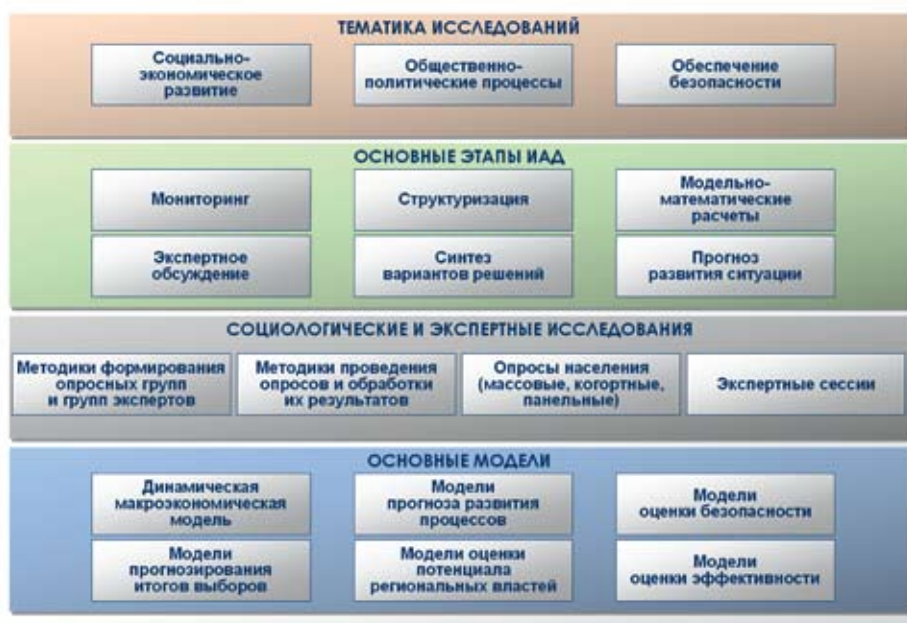 ТЕМАТИКА ИССЛЕДОВАНИЙ
Социально-
экономическое
развитие
Общественно-
политические процессы
Обеспечение
безопасности
ОСНОВНЫЕ ЭТАПЫ ИАД
Мониторинг
Структуризация
Модельно-
математические
расчеты
Экспертное
обсуждение
Синтез
вариантов решений
Прогноз
развития ситуации
СОЦИОЛОГИЧЕСКИЕ И ЭКСПЕРТНЫЕ ИССЛЕДОВАНИЯ
Методики формирования
опросных групп
и групп экспертов
Методики проведения
опросов и обработки
их результатов
Опросы населения
(массовые, когортные,
панельные)
Экспертные сессии
ОСНОВНЫЕ МОДЕЛИ
Динамическая
макроэкономическая
модель
Модели
прогноза развития
процессов
Модели
оценки безопасности
Модели
прогнозирования
итогов выборов
Модели оценки
потенциала
региональных властей
Модели
оценки эффективности